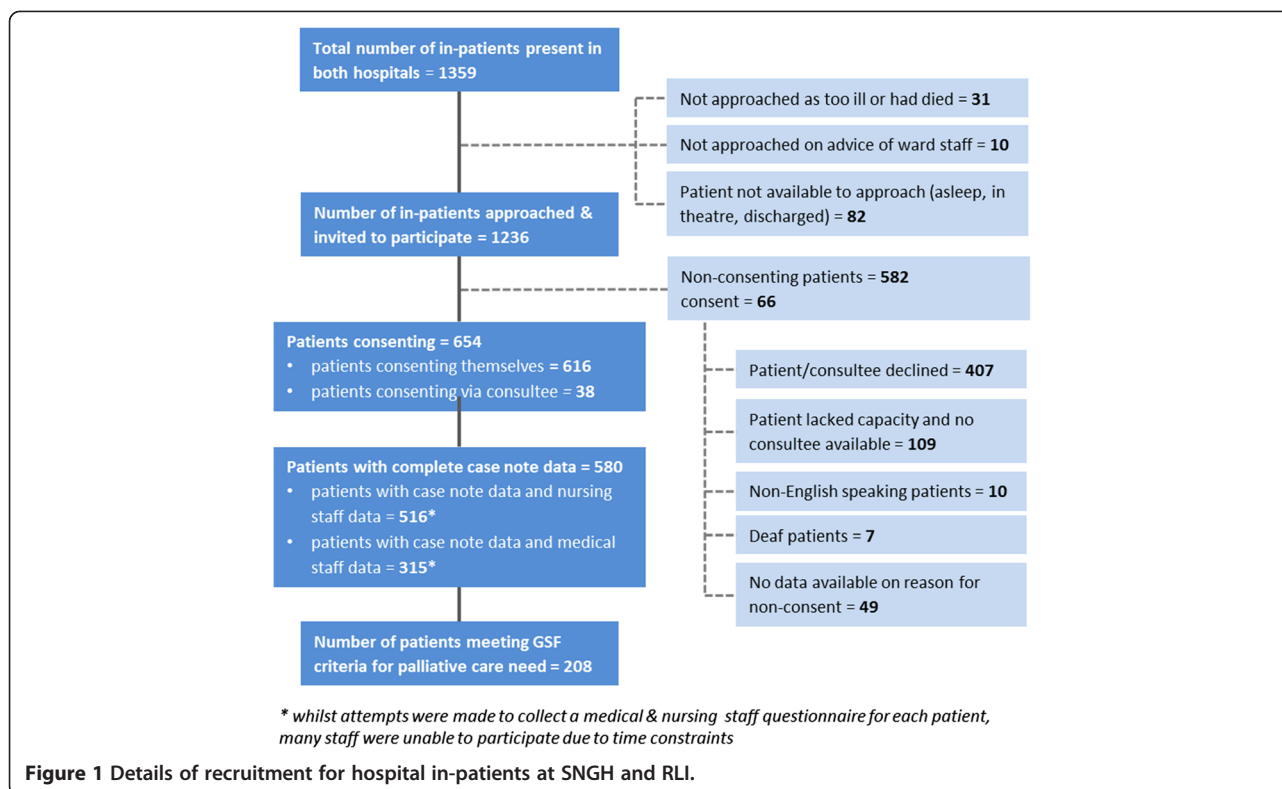 Total number of in-patients present in
both hospitals = 1359
Not approached as too ill or had died = 31
Not approached on advice of ward staff = 10
Patient not available to approach (asleep, in
theatre, discharged) = 82
Number of in-patients approached &
invited to participate = 1236
Non-consenting patients = 582
consent = 66
Patients consenting = 654
• patients consenting themselves = 616
• patients consenting via consultee = 38
Patient/consultee declined = 407
Patient lacked capacity and no
consultee available = 109
Non-English speaking patients = 10
Deaf patients = 7
No data available on reason for
non-consent = 49
Patients with complete case note data = 580
• patients with case note data and nursing
staff data = 516*
• patients with case note data and medical
staff data = 315*
Number of patients meeting GSF
criteria for palliative care need = 208
* whilst attempts were made to collect a medical & nursing staff questionnaire for each patient,
many staff were unable to participate due to time constraints
Figure 1 Details of recruitment for hospital in-patients at SNGH and RLI.